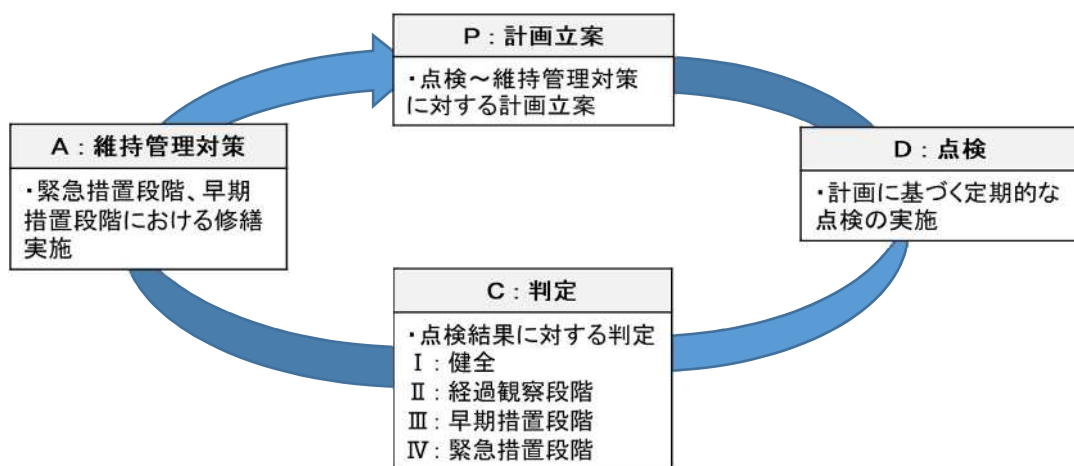 P：計画立案
・点検～維持管理対策
に対する計画立案
D：点検
・計画に基づく定期的な
点検の実施
C：判定
・点検結果に対する判定
Ⅰ：健全
Ⅱ：経過観察段階
Ⅲ：早期措置段階
Ⅳ：緊急措置段階
A：維持管理対策
・緊急措置段階、早期
措置段階における修繕
実施